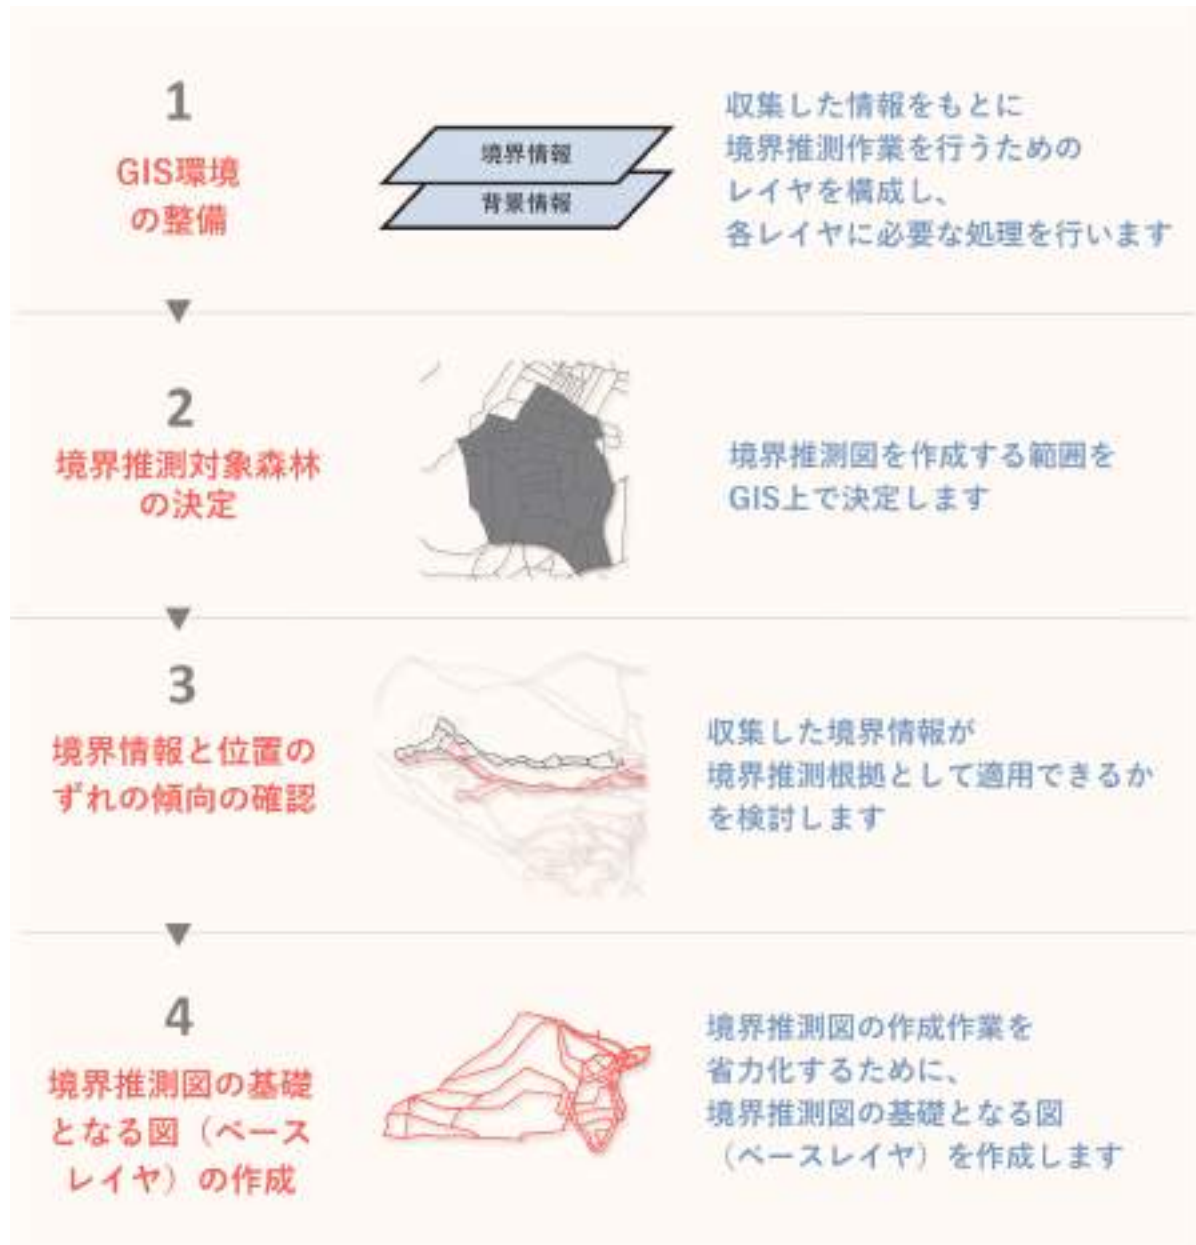 1
GIS環境
の整備
境界情報
背景情報
収集した情報をもとに
境界推測作業を行うための
レイヤを構成し、
各レイヤに必要な処理を行います
2
境界推測対象森林
の決定
境界推測図を作成する範囲を
GIS上で決定します
3
境界情報と位置の
ずれの傾向の確認
収集した境界情報が
境界推測根拠として適用できるか
を検討します
4
境界推測図の基礎
となる図（ベース
レイヤ）の作成
境界推測図の作成作業を
省力化するために、
境界推測図の基礎となる図
（ベースレイヤ）を作成します